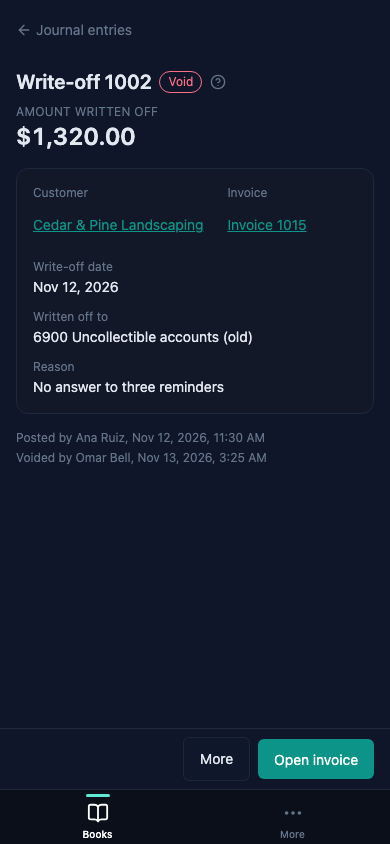 Journal entries
Write-off 1002 Void
AMOUNT WRITTEN OFF
$1,320.00
Customer Invoice
Cedar & Pine Landscaping Invoice 1015
Write-off date
Nov 12, 2026
Written off to
6900 Uncollectible accounts (old)
Reason
No answer to three reminders
Posted by Ana Ruiz, Nov 12, 2026, 11:30 AM
Voided by Omar Bell, Nov 13, 2026, 3:25 AM
More Open invoice
Books More